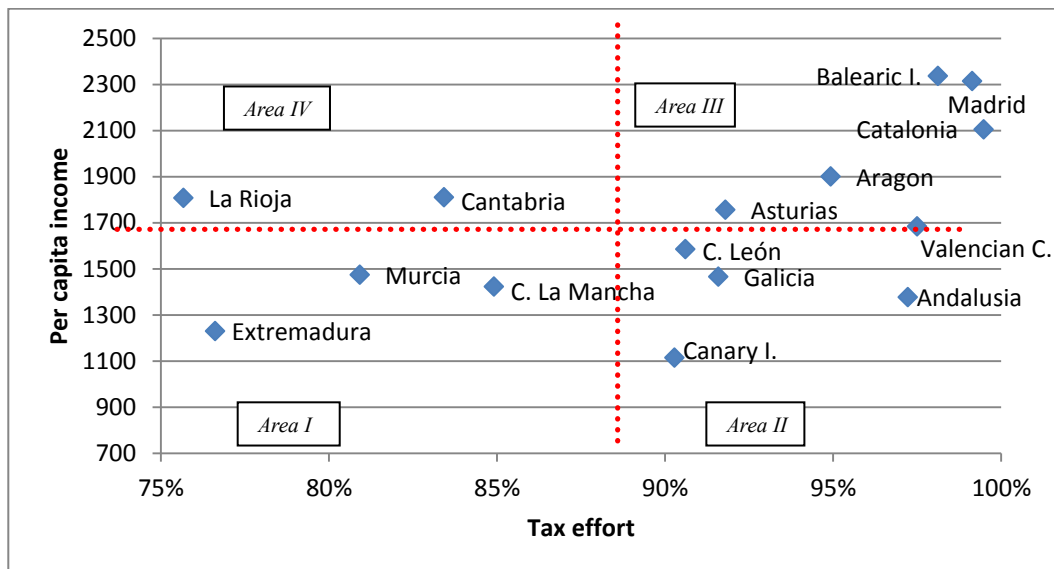 2500
2300
2100
1900
1700
1500
1300
1100
900
700
Per capita income
Area IV
Area III
Balearic I.
Madrid
Catalonia
La Rioja
Cantabria
Aragon
Asturias
Valencian C.
C. León
Murcia
C. La Mancha
Galicia
Andalusia
Extremadura
Canary I.
Area I
Area II
75%
80%
85%
90%
95%
100%
Tax effort